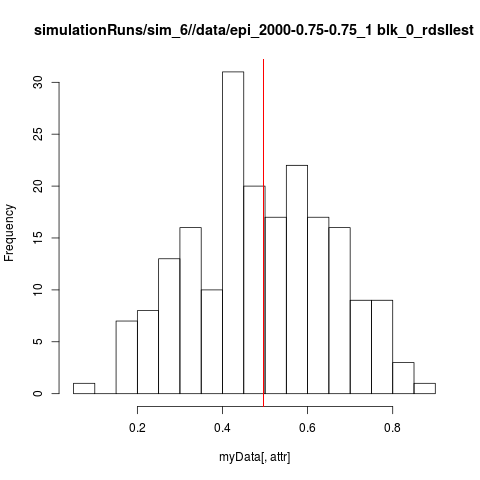 simulationRuns/sim_6//data/epi_2000-0.75-0.75_1 blk_0_rdsllest
Frequency
30
25
20
15
10
5
0
0.2 0.4 0.6 0.8
myData[, attr]